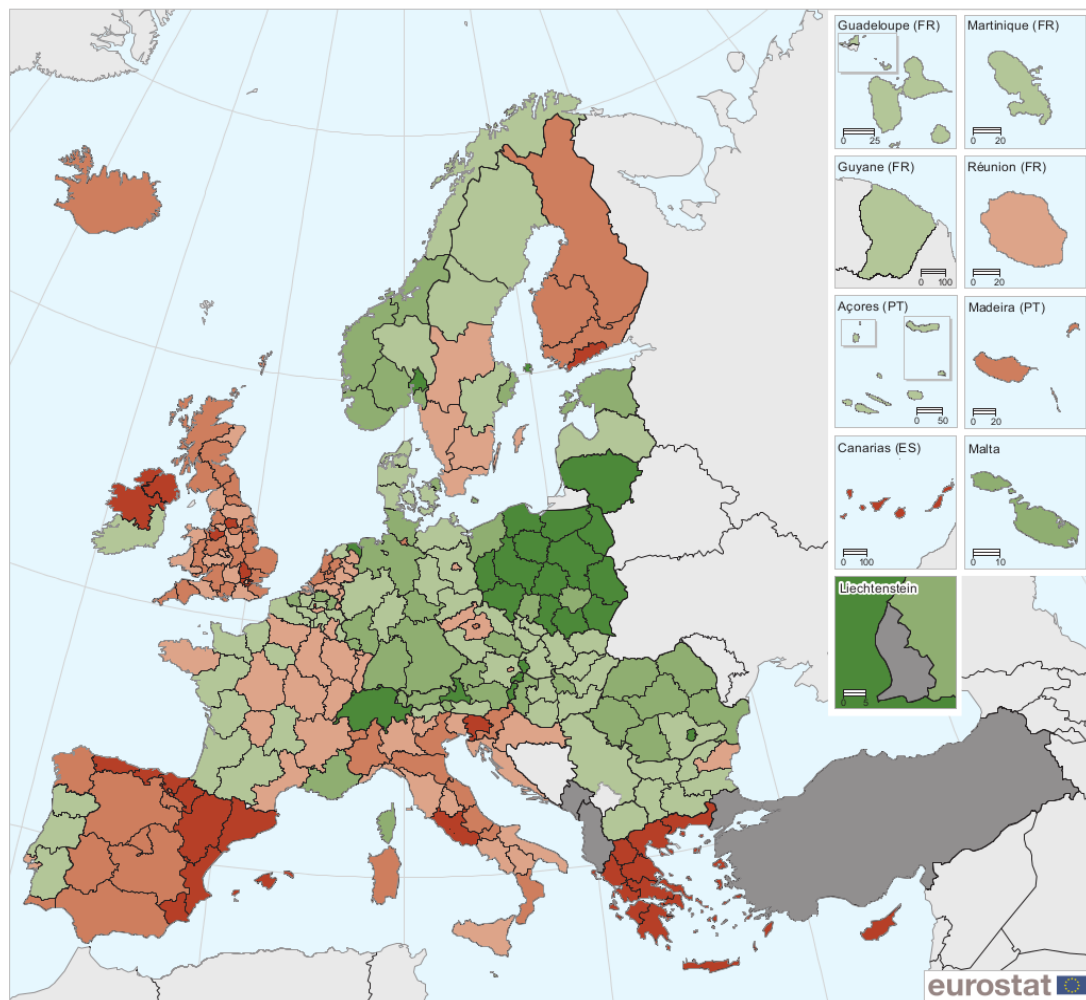 Guadeloupe (FR)
0 25
Martinique (FR)
0 20
Guyane (FR)
0 100
Réunion (FR)
0 20
Açores (PT)
0 50
Madeira (PT)
0 20
Canarias (ES)
0 100
Malta
0 10
Liechtenstein
0 5
eurostat